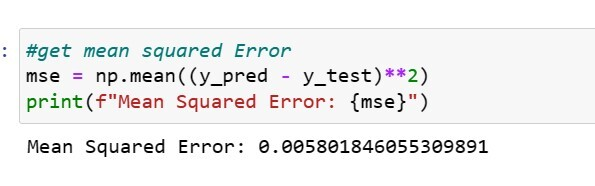 : #get mean squared Error
mse = np.mean((y_pred - y_test)**2)
print(f"Mean Squared Error: {mse}")
Mean Squared Error: 0.005801846055309891